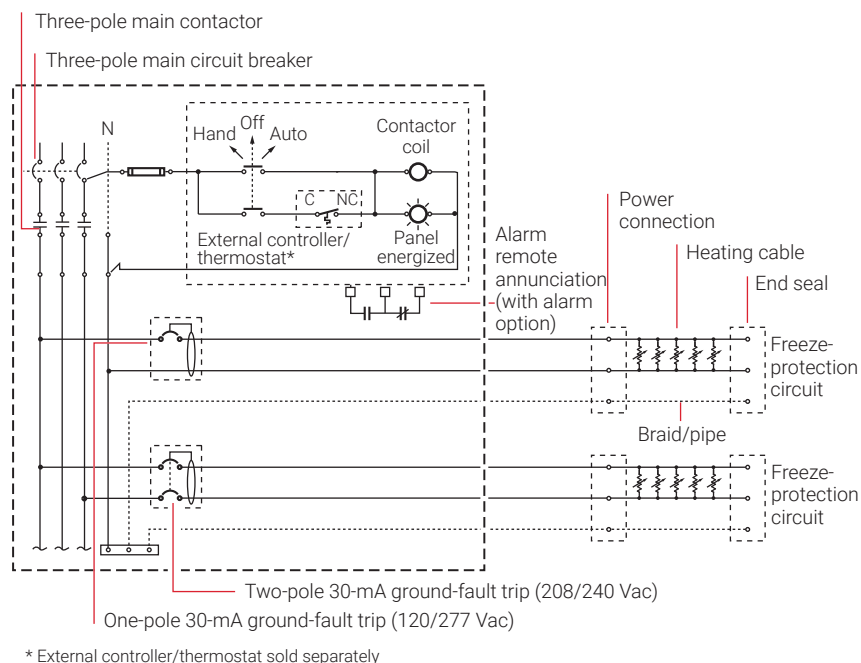 Three-pole main contactor
Three-pole main circuit breaker
N
Hand
Off
Auto
Contactor
coil
C NC
External controller/
thermostat*
Panel
energized
Alarm
remote
annunciation
(with alarm
option)
Power
connection
Heating cable
End seal
Freeze-
protection
circuit
Braid/pipe
Freeze-
protection
circuit
Two-pole 30-mA ground-fault trip (208/240 Vac)
One-pole 30-mA ground-fault trip (120/277 Vac)
* External controller/thermostat sold separately